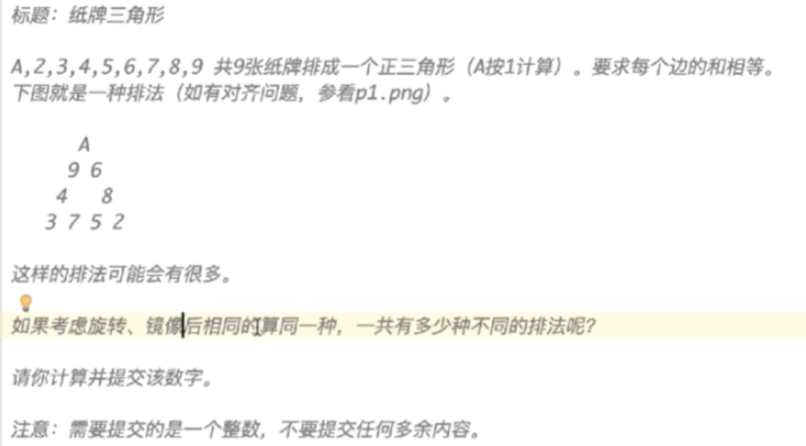 标题：纸牌三角形
A,2,3,4,5,6,7,8,9 共9张纸牌排成一个正三角形（A按1计算）。要求每个边的和相等。
下图就是一种排法（如有对齐问题，参看p1.png）。
A
9 6
4 8
3 7 5 2
这样的排法可能会有很多。
如果考虑旋转、镜像后相同的算同一种，一共有多少种不同的排法呢？
请你计算并提交该数字。
注意：需要提交的是一个整数，不要提交任何多余内容。